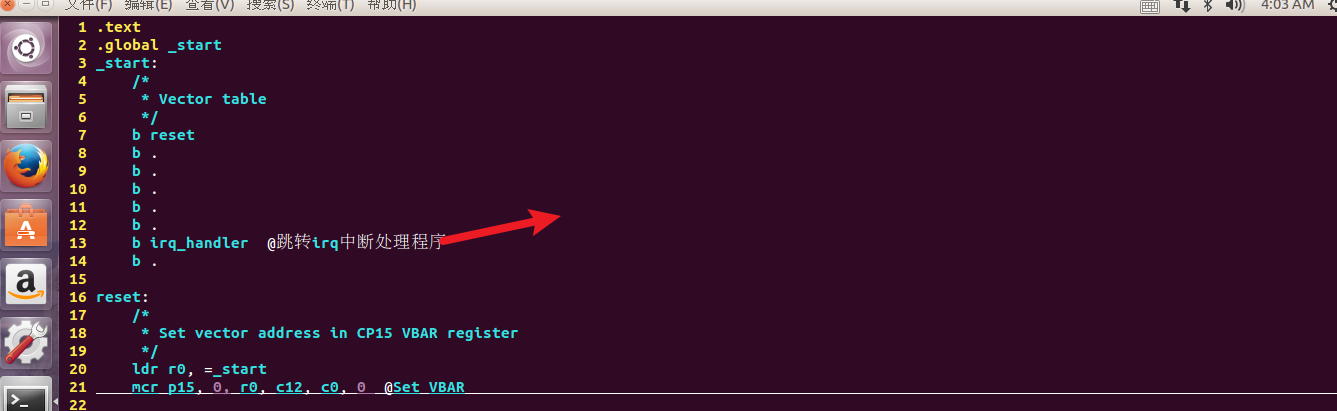 文件(F) 编辑(E) 查看(V) 搜索(S) 终端(T) 帮助(H) 4:03 AM
1 .text
2 .global _start
3 _start:
4 /*
5 * Vector table
6 */
7 b reset
8 b .
9 b .
10 b .
11 b .
12 b .
13 b irq_handler @跳转irq中断处理程序
14 b .
15
16 reset:
17 /*
18 * Set vector address in CP15 VBAR register
19 */
20 ldr r0, =_start
21 mcr p15, 0, r0, c12, c0, 0 @Set VBAR
22